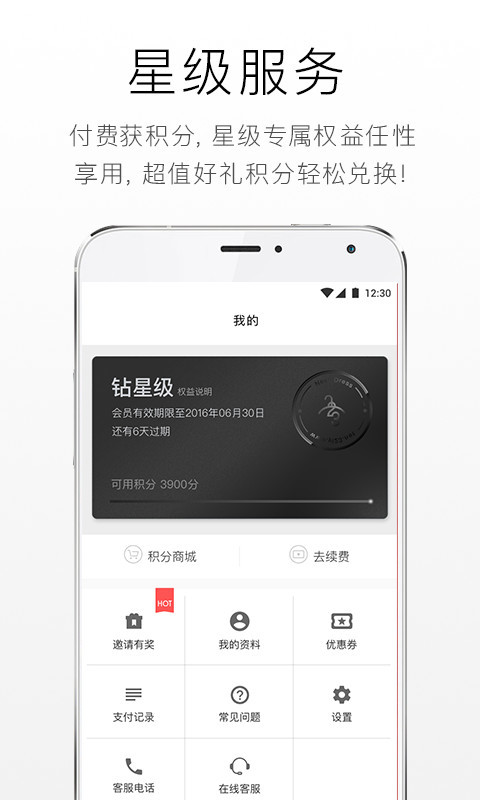 星级服务
付费获积分, 星级专属权益任性
享用, 超值好礼积分轻松兑换!
12:30
我的
钻星级 权益说明
会员有效期限至2016年06月30日
还有6天过期
可用积分 3900分
积分商城 去续费
HOT
邀请有奖 我的资料 优惠券
支付记录 常见问题 设置
客服电话 在线客服